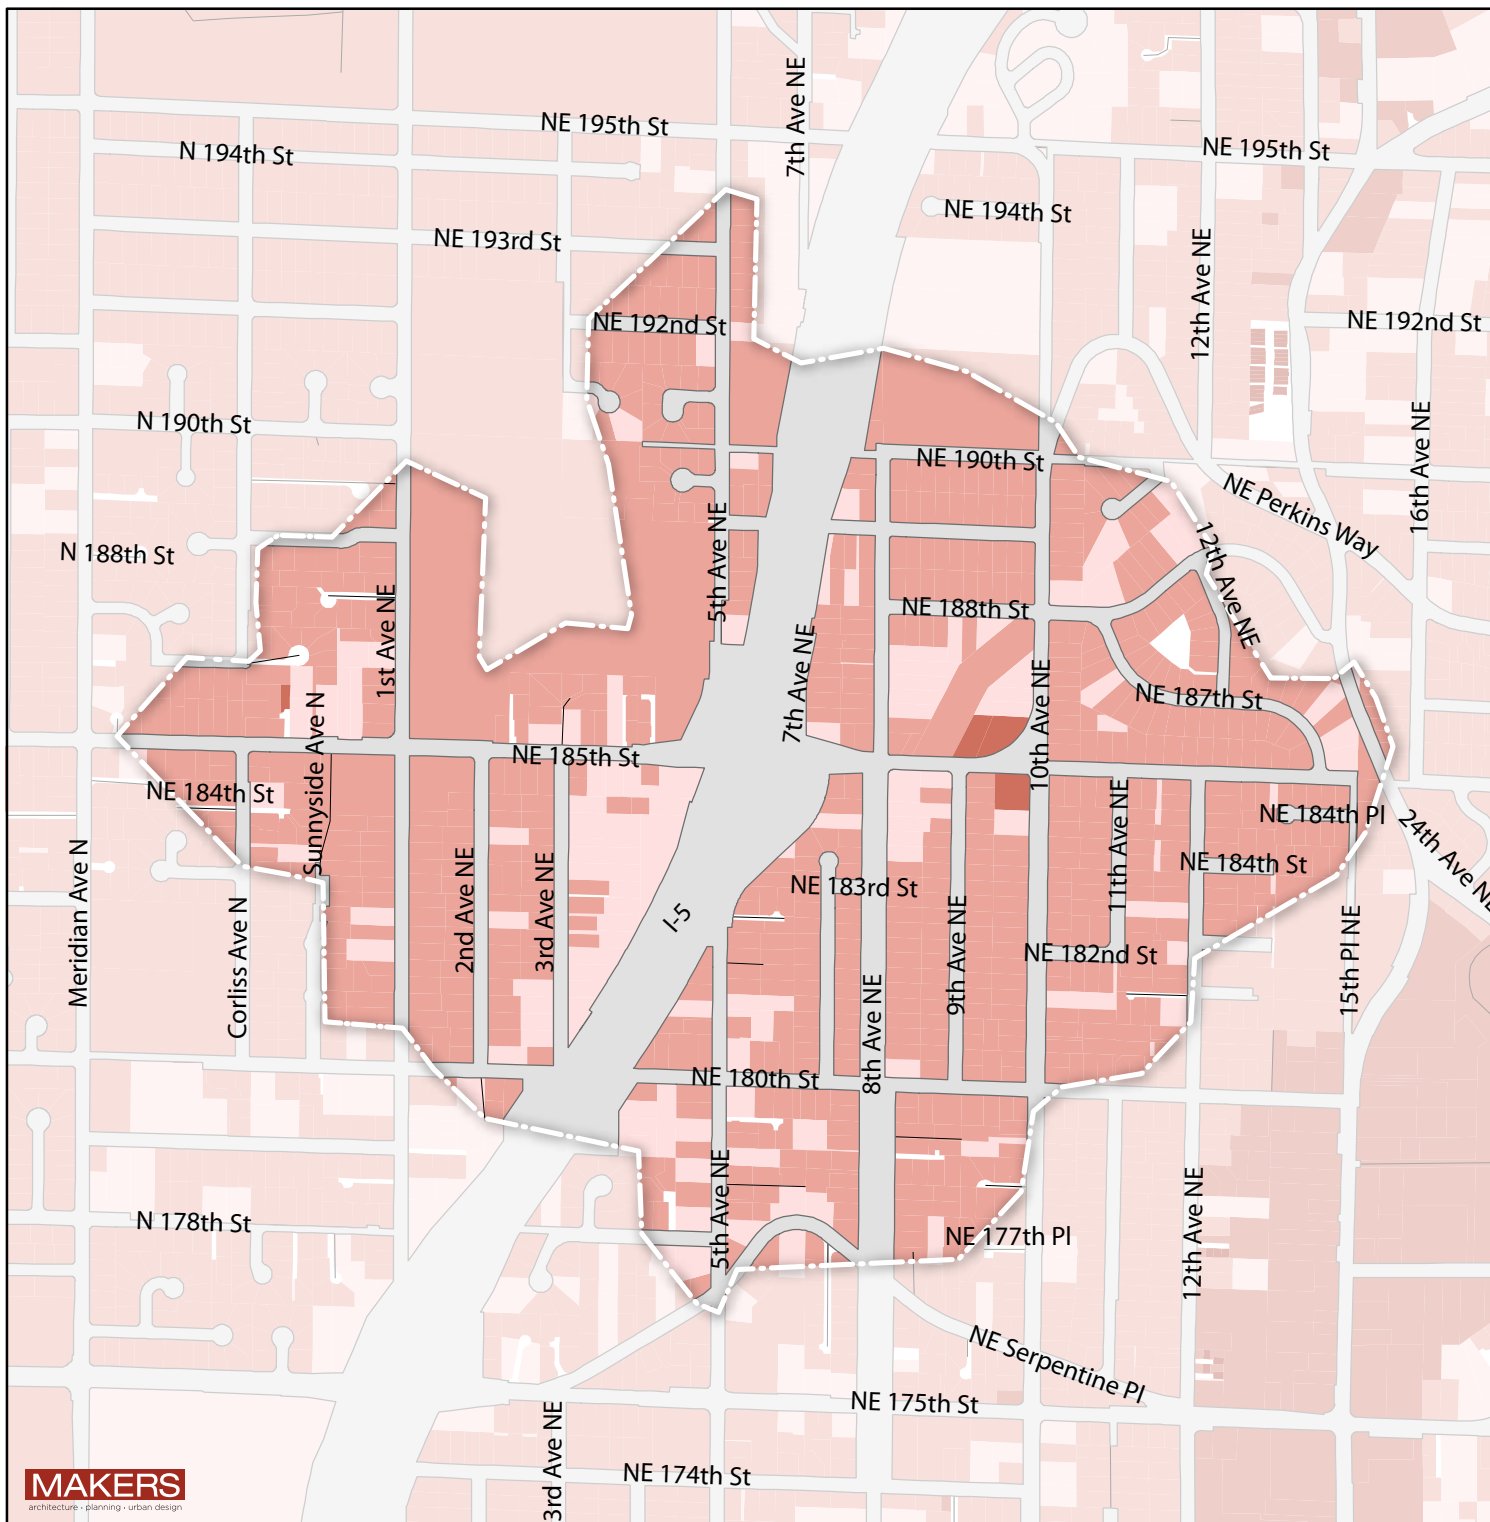 7th Ave NE
NE 195th St
N 194th St
NE 195th St
NE 194th St
NE 193rd St
12th Ave NE
NE 192nd St
NE 192nd St
N 190th St
16th Ave NE
NE 190th St
NE Perkins Way
N 188th St
5th Ave NE
12th Ave NE
1st Ave NE
NE 188th St
7th Ave NE
10th Ave NE
NE 187th St
Sunnyside Ave N
NE 185th St
NE 184th St
11th Ave NE
NE 184th Pl
24th Ave NE
NE 184th St
NE 183rd St
Meridian Ave N
2nd Ave NE
3rd Ave NE
I-5
Corliss Ave N
9th Ave NE
NE 182nd St
15th Pl NE
8th Ave NE
NE 180th St
5th Ave NE
12th Ave NE
N 178th St
NE 177th Pl
NE Serpentine Pl
NE 175th St
3rd Ave NE
NE 174th St
MAKERS
architecture · planning · urban design